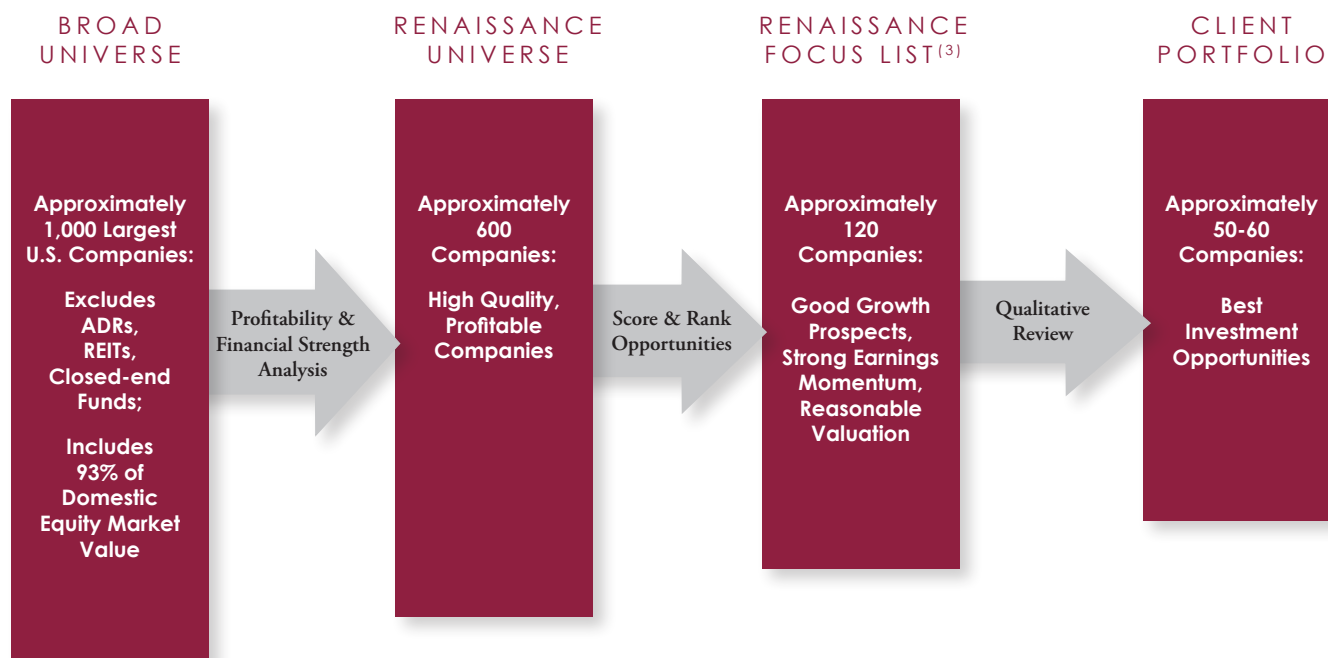 BROAD
UNIVERSE
RENAISSANCE
UNIVERSE
RENAISSANCE
FOCUS LIST(3)
CLIENT
PORTFOLIO
Approximately
1,000 Largest
U.S. Companies:
Excludes
ADRs,
REITs,
Closed-end
Funds;
Includes
93% of
Domestic
Equity Market
Value
Profitability &
Financial Strength
Analysis
Approximately
600
Companies:
High Quality,
Profitable
Companies
Score & Rank
Opportunities
Approximately
120
Companies:
Good Growth
Prospects,
Strong Earnings
Momentum,
Reasonable
Valuation
Qualitative
Review
Approximately
50-60
Companies:
Best
Investment
Opportunities